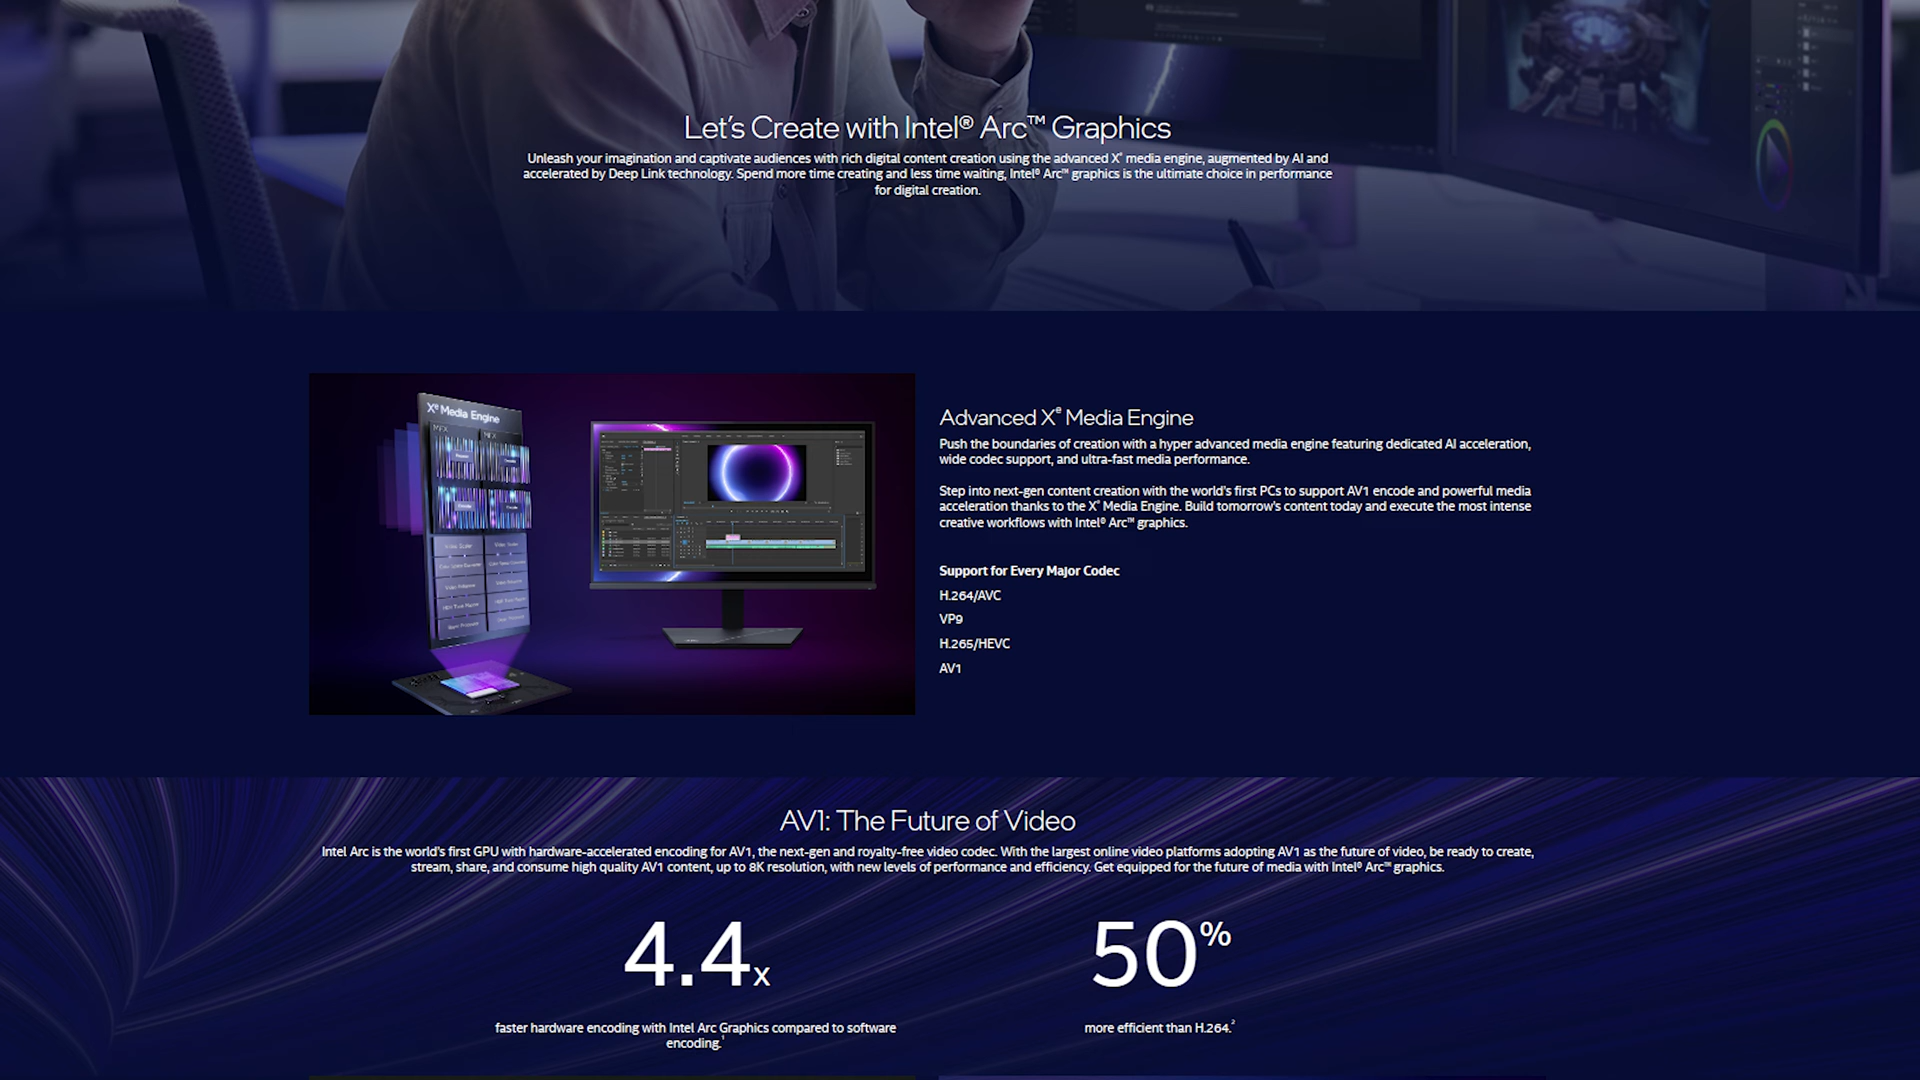 Let's Create with Intel® Arc™ Graphics
Unleash your imagination and captivate audiences with rich digital content creation using the advanced Xe media engine, augmented by AI and
accelerated by Deep Link technology. Spend more time creating and less time waiting, Intel® Arc™ graphics is the ultimate choice in performance
for digital creation.
Xe Media Engine
MFX MFX
Advanced Xe Media Engine
Push the boundaries of creation with a hyper advanced media engine featuring dedicated AI acceleration,
wide codec support, and ultra-fast media performance.
Step into next-gen content creation with the world's first PCs to support AV1 encode and powerful media
acceleration thanks to the Xe Media Engine. Build tomorrow's content today and execute the most intense
creative workflows with Intel® Arc™ graphics.
Support for Every Major Codec
H.264/AVC
VP9
H.265/HEVC
AV1
AV1: The Future of Video
Intel Arc is the world's first GPU with hardware-accelerated encoding for AV1, the next-gen and royalty-free video codec. With the largest online video platforms adopting AV1 as the future of video, be ready to create,
stream, share, and consume high quality AV1 content, up to 8K resolution, with new levels of performance and efficiency. Get equipped for the future of media with Intel® Arc™ graphics.
4.4x
faster hardware encoding with Intel Arc Graphics compared to software
encoding.1
50%
more efficient than H.264.2